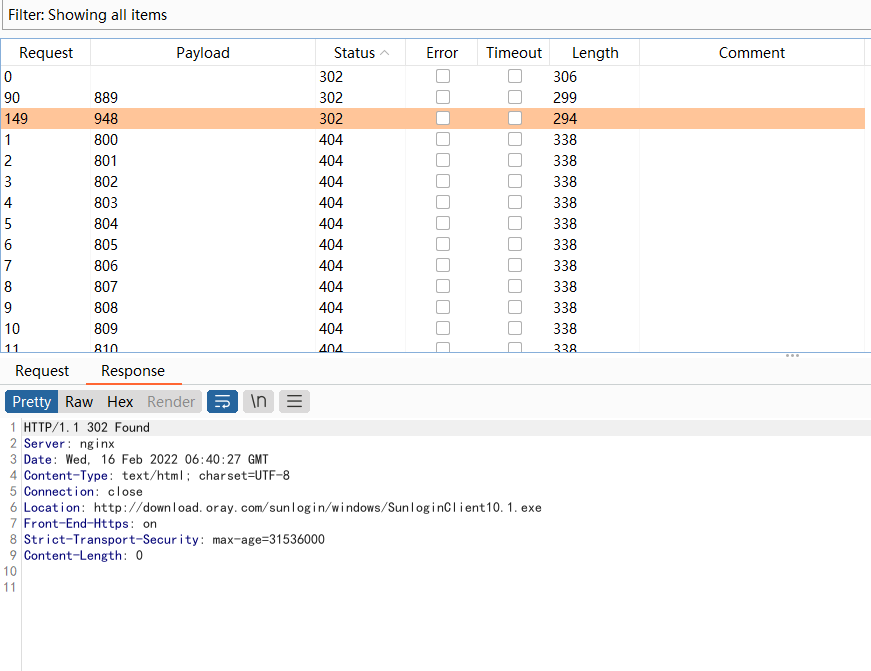 Filter: Showing all items
Request Payload Status Error Timeout Length Comment
0 302 306
90 889 302 299
149 948 302 294
1 800 404 338
2 801 404 338
3 802 404 338
4 803 404 338
5 804 404 338
6 805 404 338
7 806 404 338
8 807 404 338
9 808 404 338
10 809 404 338
11 810 404 338
Request Response
Pretty Raw Hex Render \n
1 HTTP/1.1 302 Found
2 Server: nginx
3 Date: Wed, 16 Feb 2022 06:40:27 GMT
4 Content-Type: text/html; charset=UTF-8
5 Connection: close
6 Location: http://download.oray.com/sunlogin/windows/SunloginClient10.1.exe
7 Front-End-Https: on
8 Strict-Transport-Security: max-age=31536000
9 Content-Length: 0
10
11